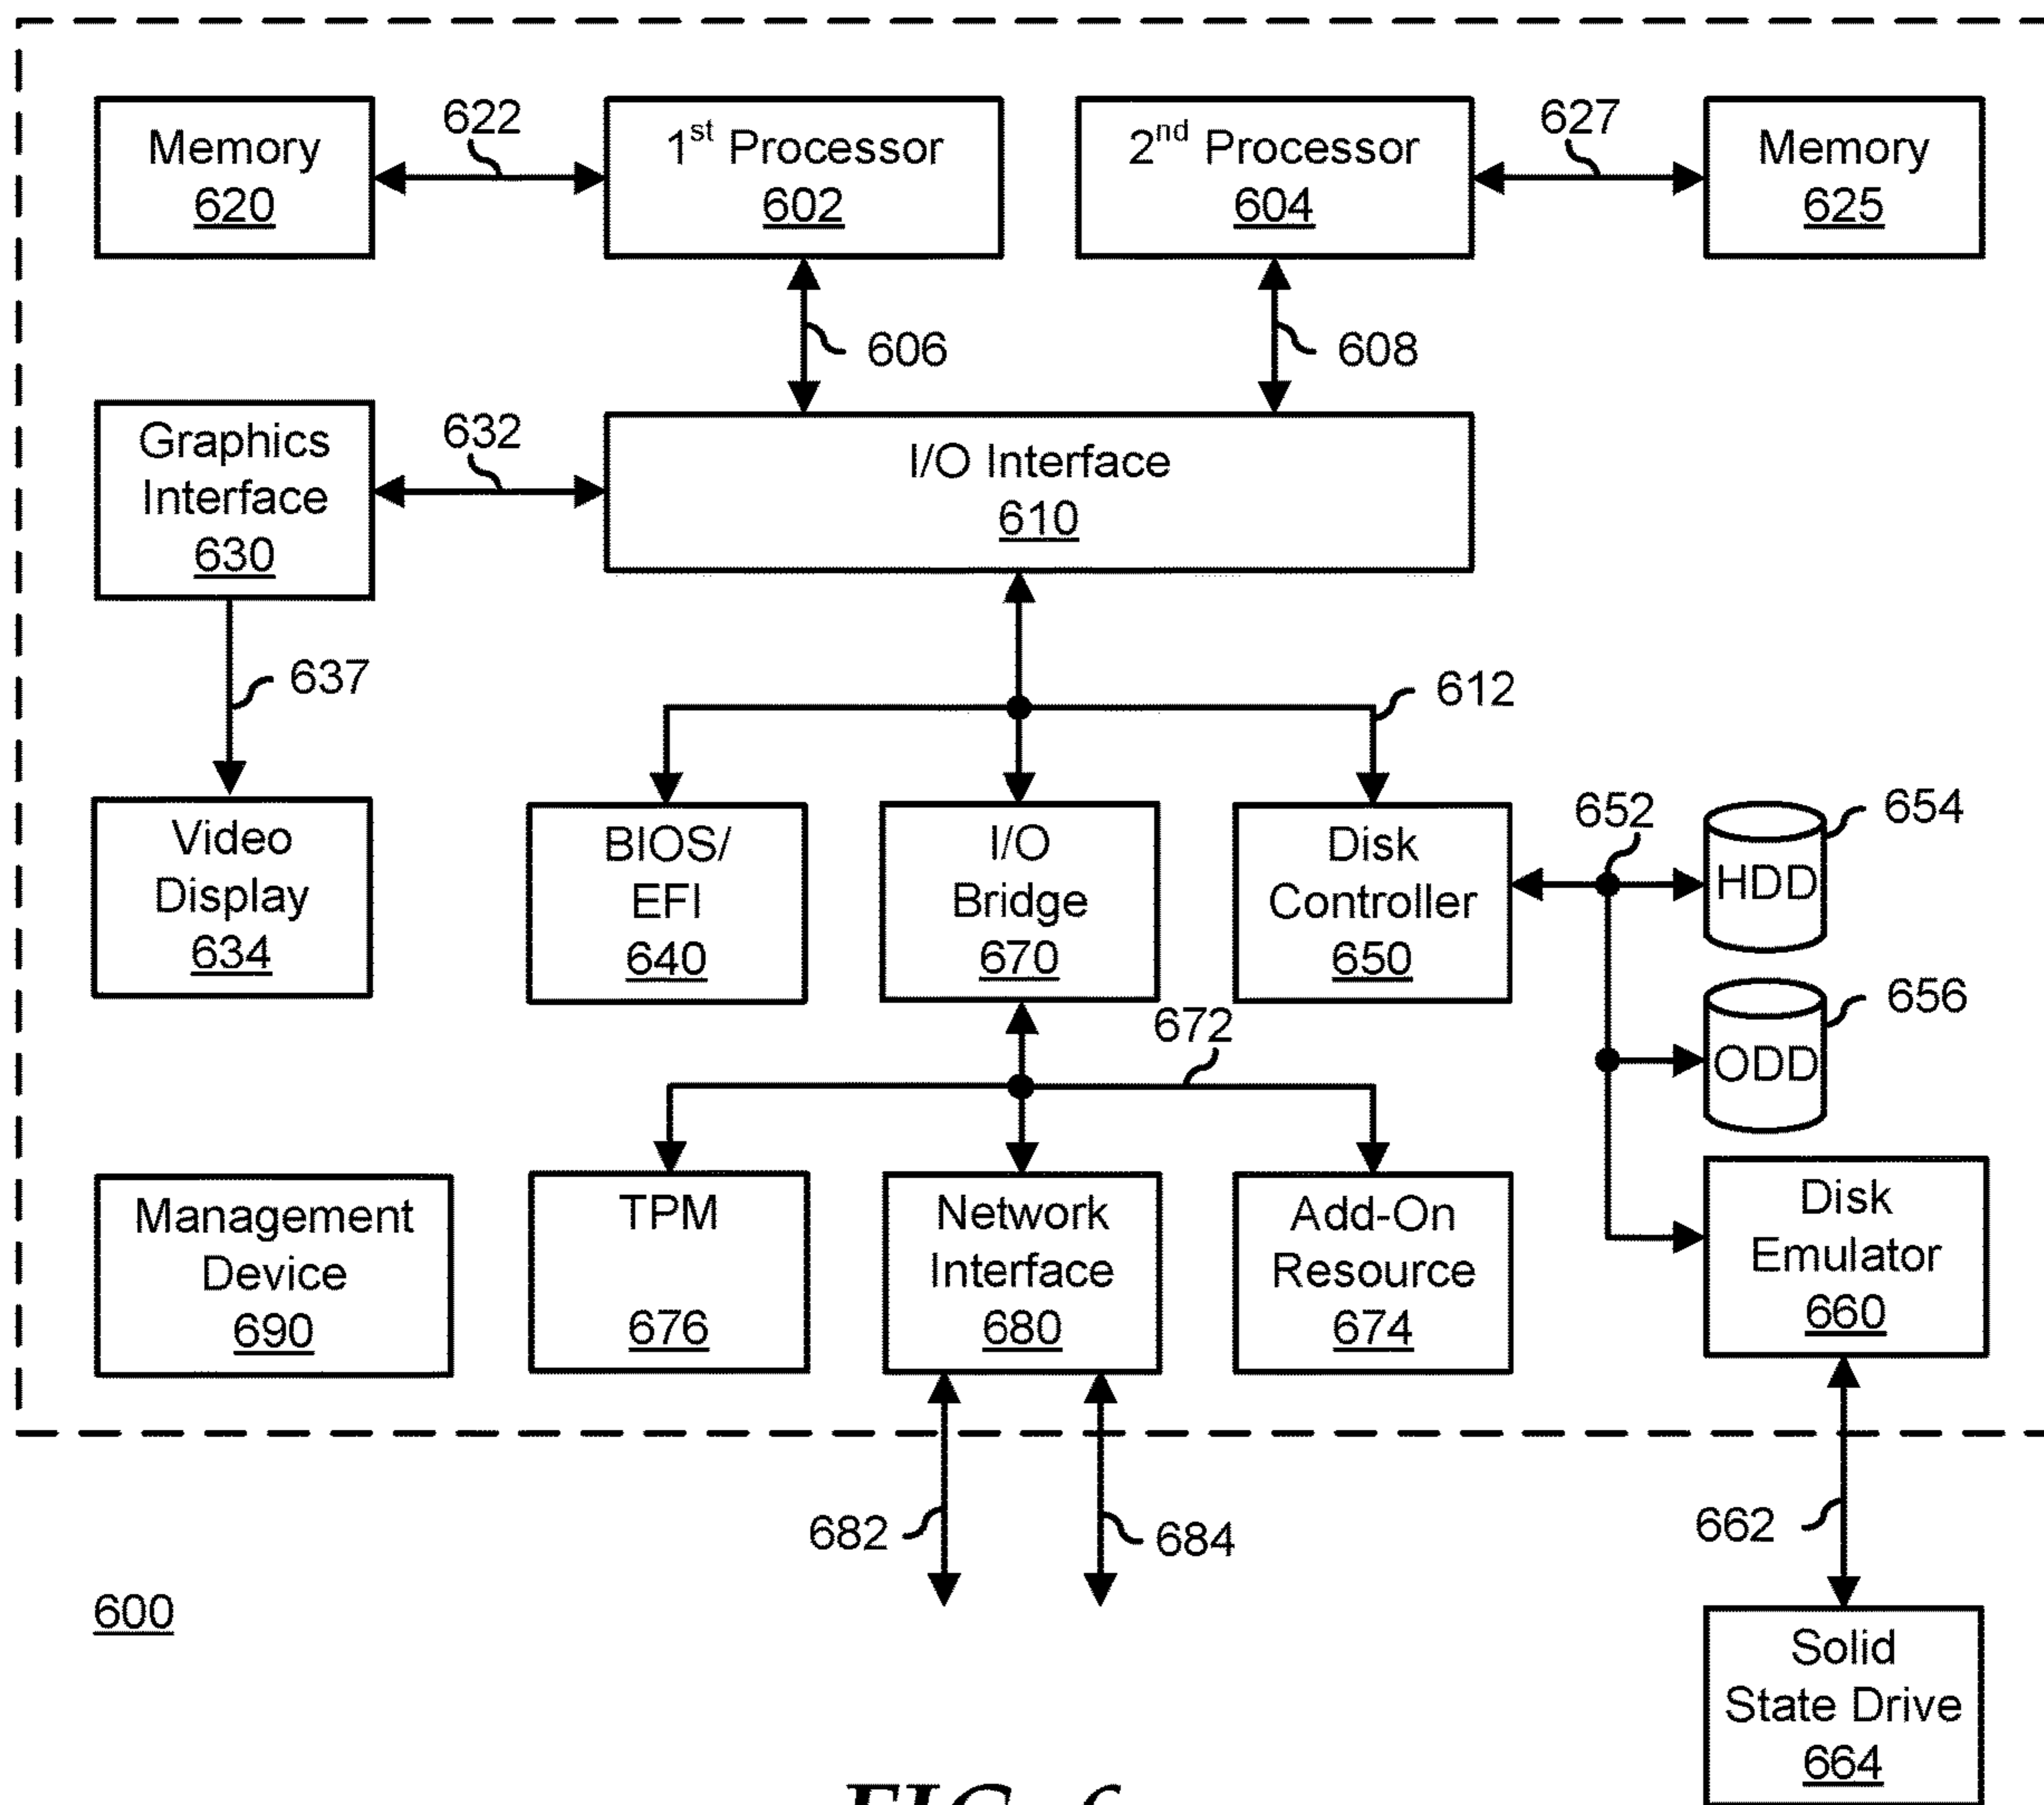 622
627
Memory
620
1st Processor
602
2nd Processor
604
Memory
625
606
608
Graphics
Interface
630
632
I/O Interface
610
637
612
Video
Display
634
BIOS/
EFI
640
I/O
Bridge
670
Disk
Controller
650
652
654
HDD
656
ODD
672
Management
Device
690
TPM
676
Network
Interface
680
Add-On
Resource
674
Disk
Emulator
660
682
684
662
600
Solid
State Drive
664
FIG. 6